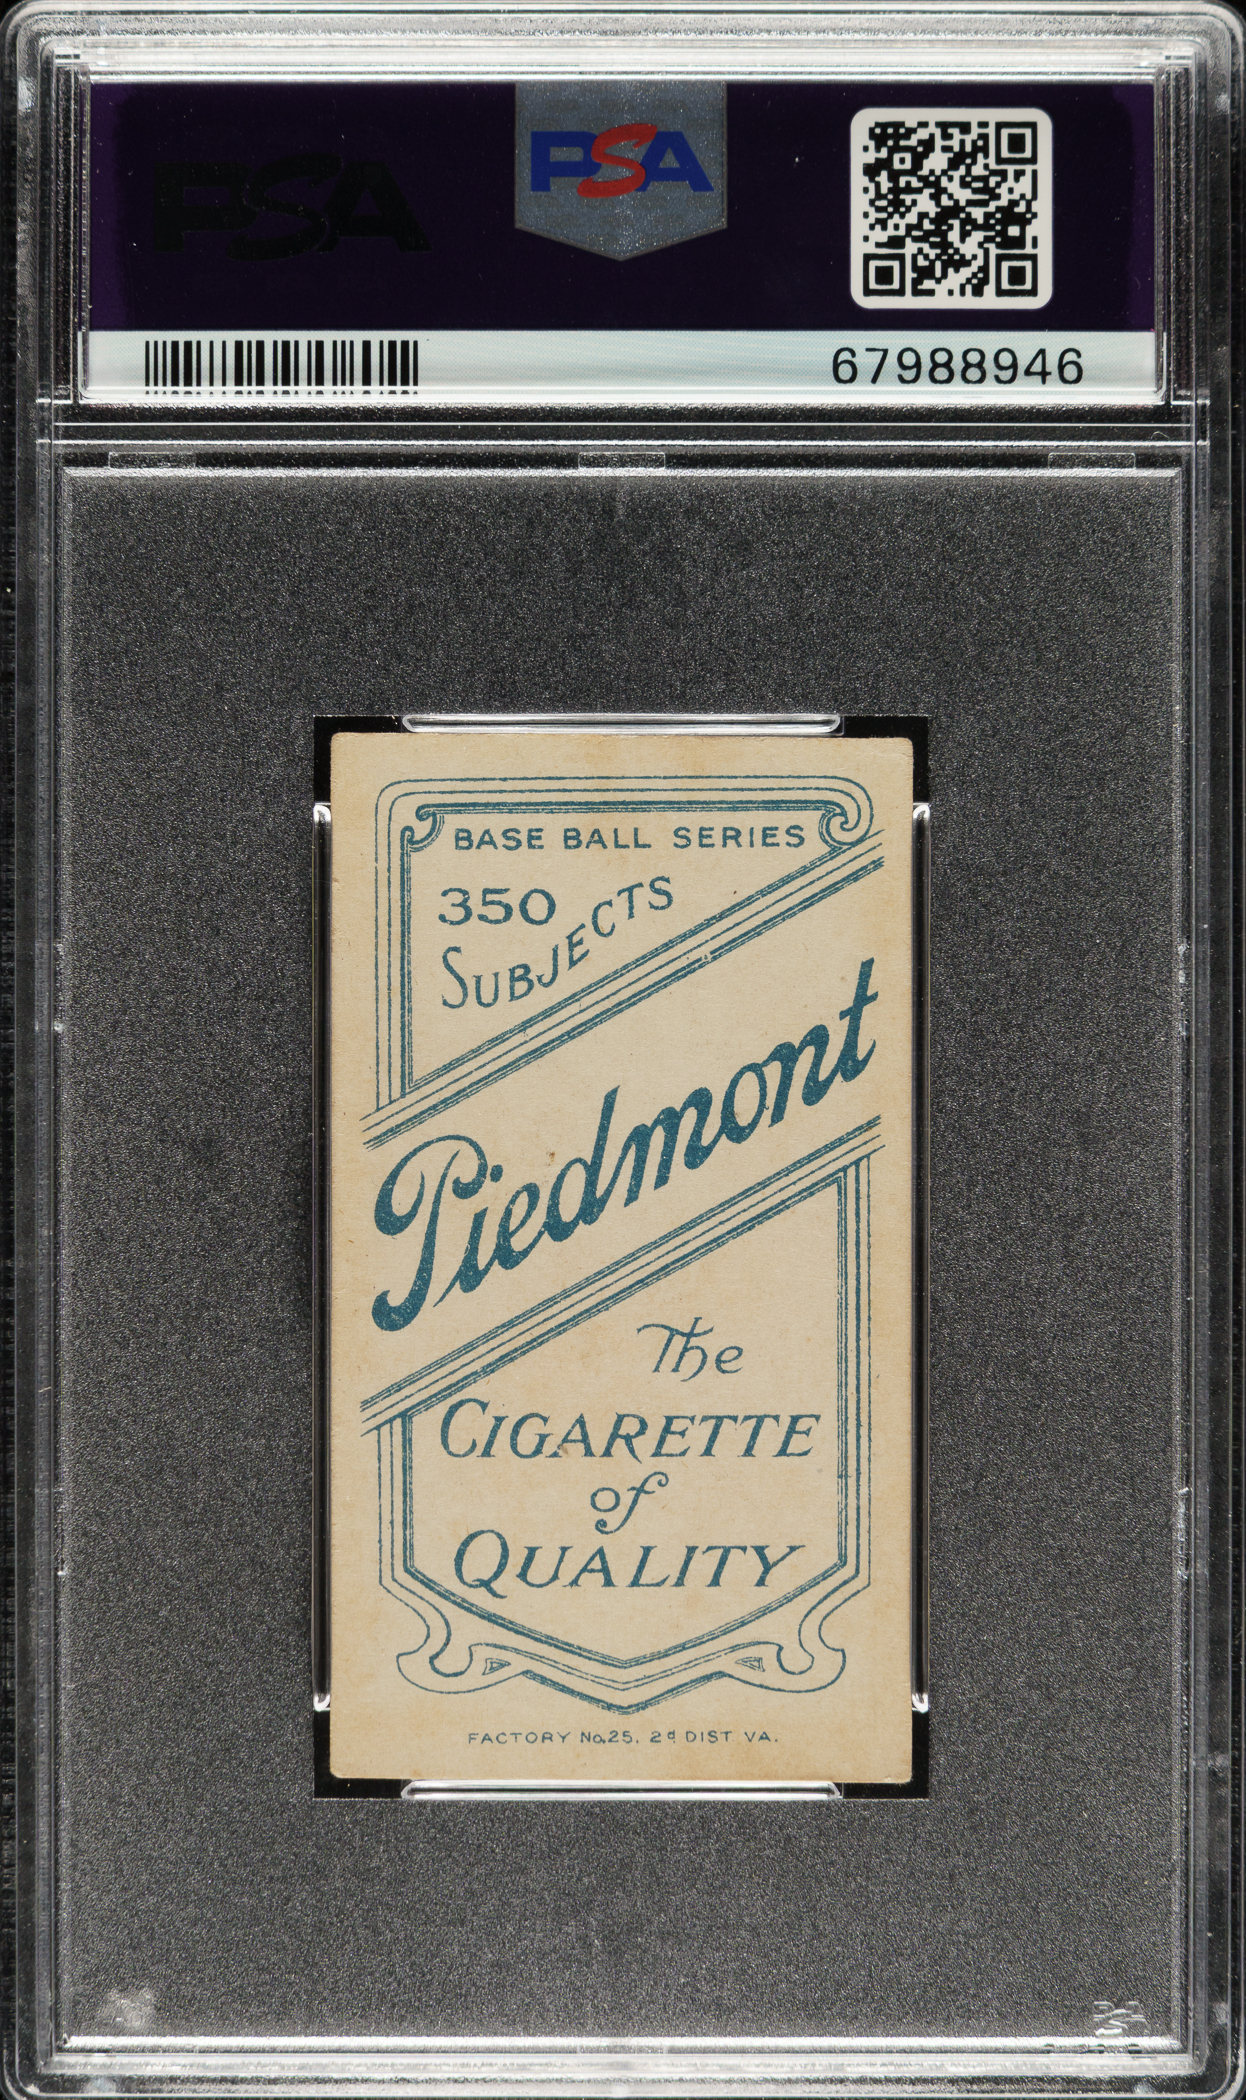 PSA
PSA
67988946
BASE BALL SERIES
350
SUBJECTS
Piedmont
The
CIGARETTE
of
QUALITY
FACTORY No. 25, 2d DIST. VA.